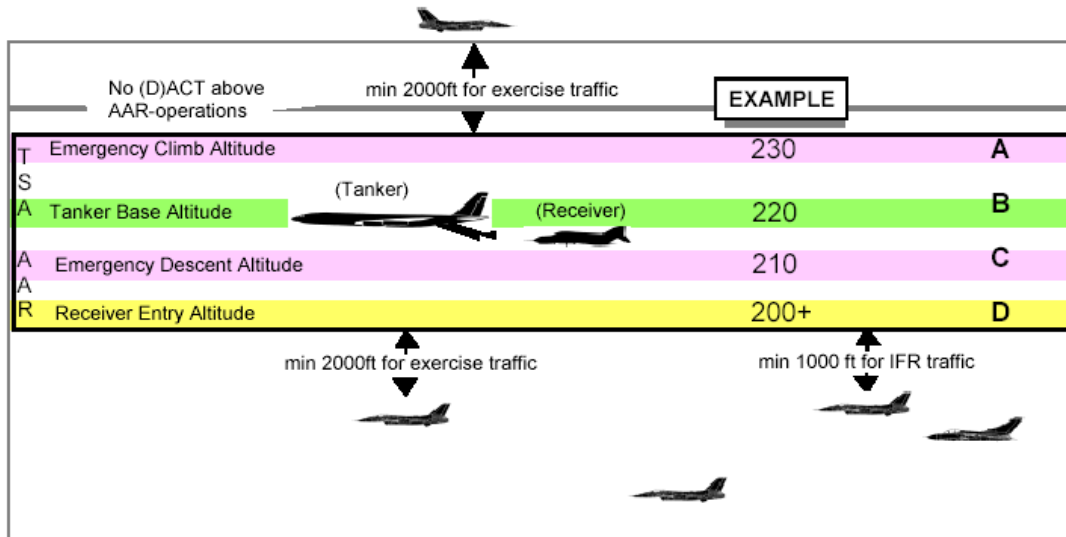 No (D)ACT above
AAR-operations
min 2000ft for exercise traffic
EXAMPLE
TSA AAR
Emergency Climb Altitude 230 A
(Tanker)
Tanker Base Altitude 220 B
(Receiver)
Emergency Descent Altitude 210 C
Receiver Entry Altitude 200+ D
min 2000ft for exercise traffic
min 1000 ft for IFR traffic